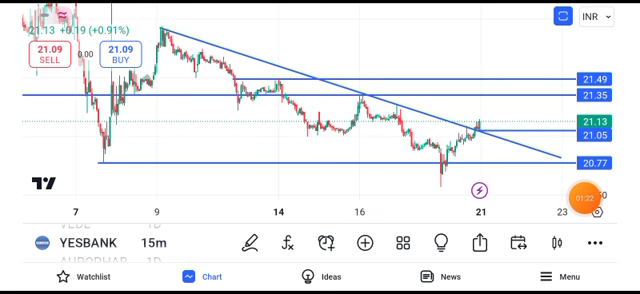 21.13 +0.19 (+0.91%)
21.09
SELL
0.00
21.09
BUY
INR
21.49
21.35
21.13
21.05
20.77
01:22
7
9
14
16
21
23
YESBANK 15m
1D
Watchlist
Chart
Ideas
News
Menu